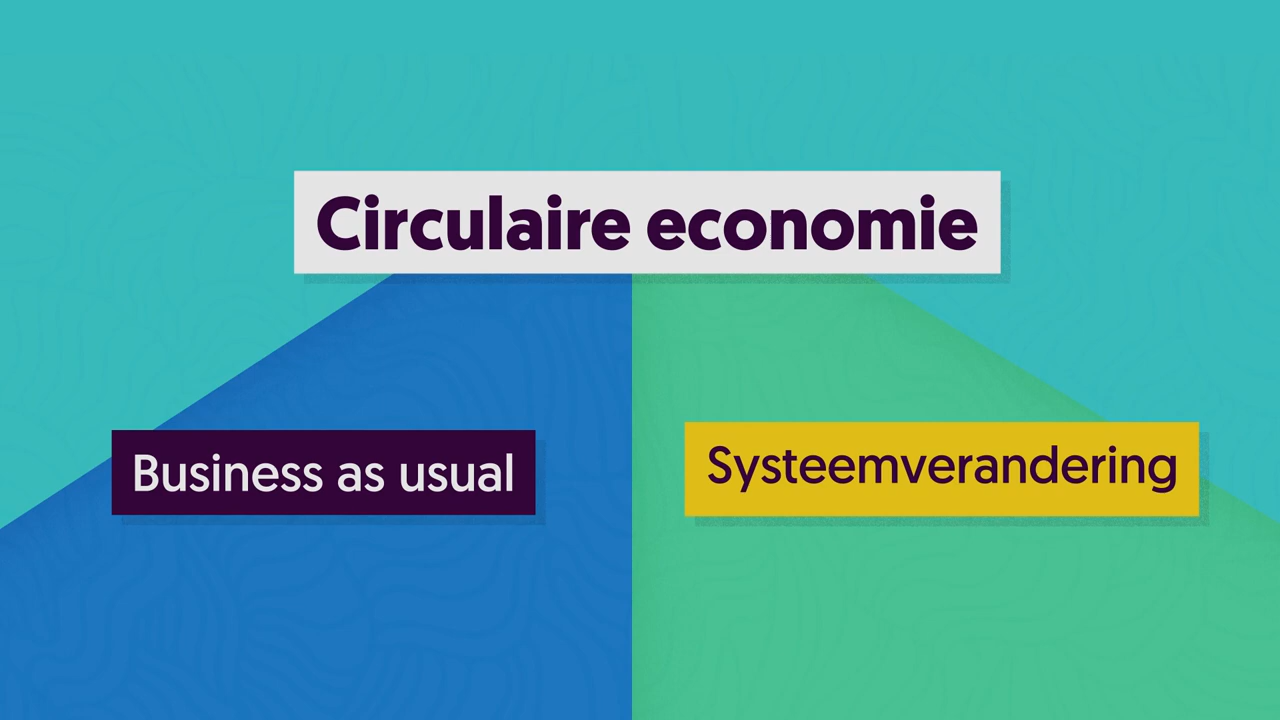 Circulaire economie
Business as usual
Systeemverandering